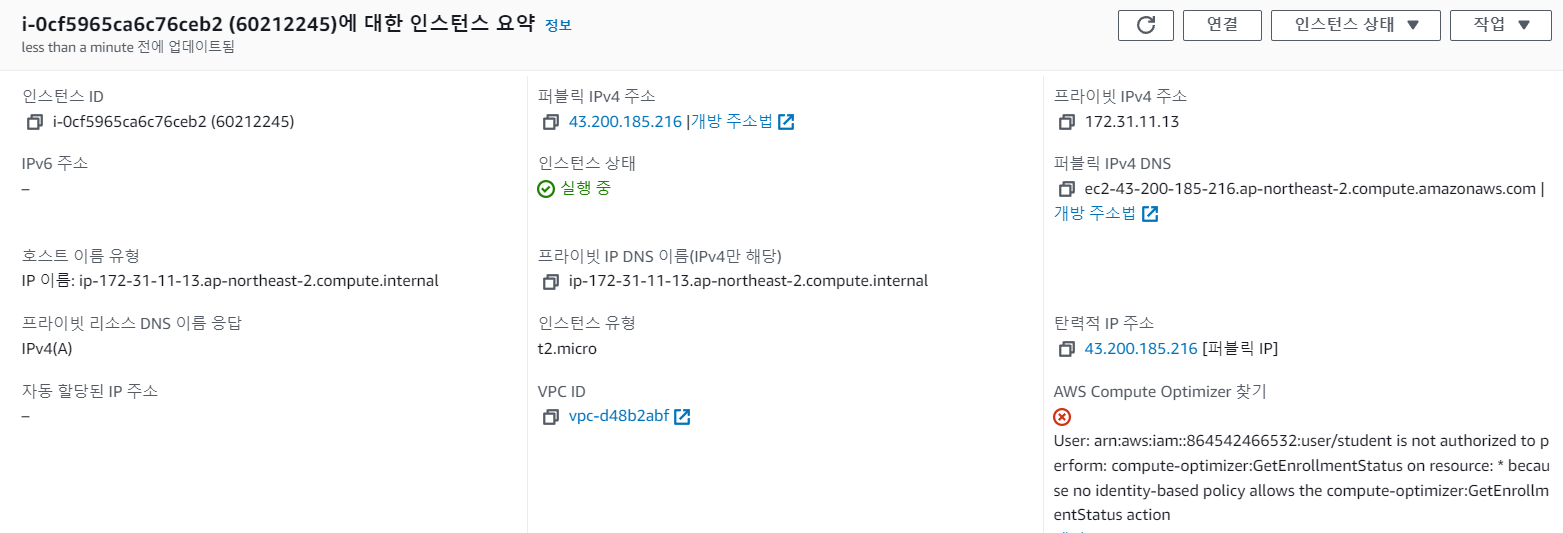 i-0cf5965ca6c76ceb2 (60212245)에 대한 인스턴스 요약 정보
less than a minute 전에 업데이트됨
연결
인스턴스 상태
작업
인스턴스 ID
i-0cf5965ca6c76ceb2 (60212245)
퍼블릭 IPv4 주소
43.200.185.216 |개방 주소법
프라이빗 IPv4 주소
172.31.11.13
IPv6 주소
–
인스턴스 상태
실행 중
퍼블릭 IPv4 DNS
ec2-43-200-185-216.ap-northeast-2.compute.amazonaws.com |
개방 주소법
호스트 이름 유형
IP 이름: ip-172-31-11-13.ap-northeast-2.compute.internal
프라이빗 IP DNS 이름(IPv4만 해당)
ip-172-31-11-13.ap-northeast-2.compute.internal
프라이빗 리소스 DNS 이름 응답
IPv4(A)
인스턴스 유형
t2.micro
탄력적 IP 주소
43.200.185.216 [퍼블릭 IP]
자동 할당된 IP 주소
–
VPC ID
vpc-d48b2abf
AWS Compute Optimizer 찾기
User: arn:aws:iam::864542466532:user/student is not authorized to p
erform: compute-optimizer:GetEnrollmentStatus on resource: * becau
se no identity-based policy allows the compute-optimizer:GetEnrollm
entStatus action